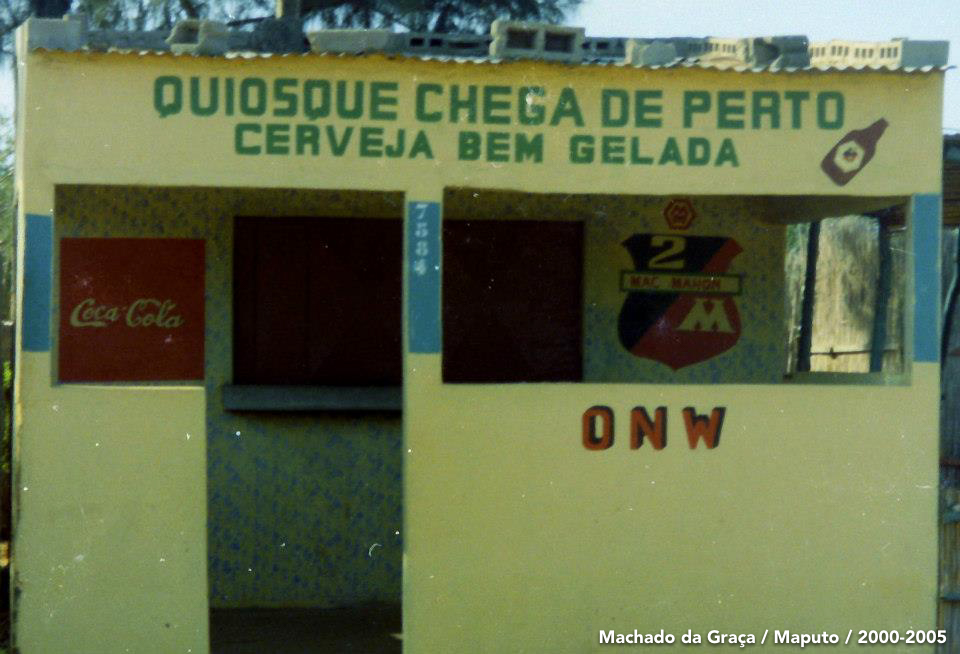 QUIOSQUE CHEGA DE PERTO
CERVEJA BEM GELADA
Coca-Cola
7584
2
MAC MAHON
M
ONW
Machado da Graça / Maputo / 2000-2005